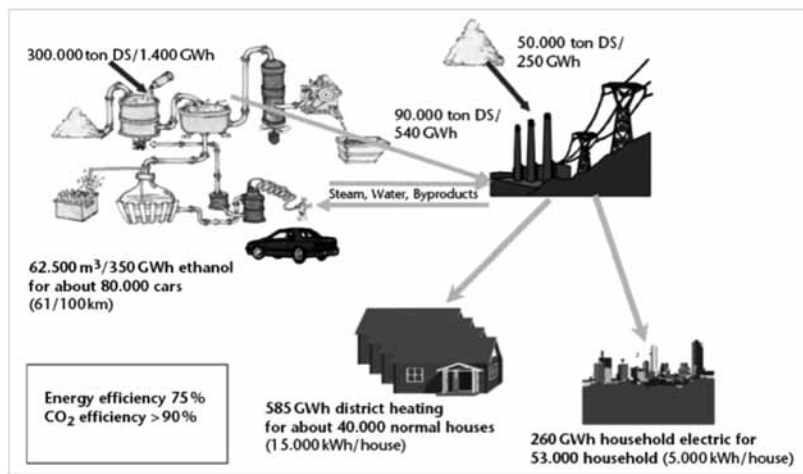 300.000 ton DS/1.400 GWh
50.000 ton DS/
250 GWh
90.000 ton DS/
540 GWh
Steam, Water, Byproducts
62.500 m³/350 GWh ethanol
for about 80.000 cars
(61/100km)
Energy efficiency 75%
CO₂ efficiency >90%
585 GWh district heating
for about 40.000 normal houses
(15.000 kWh/house)
260 GWh household electric for
53.000 household (5.000 kWh/house)